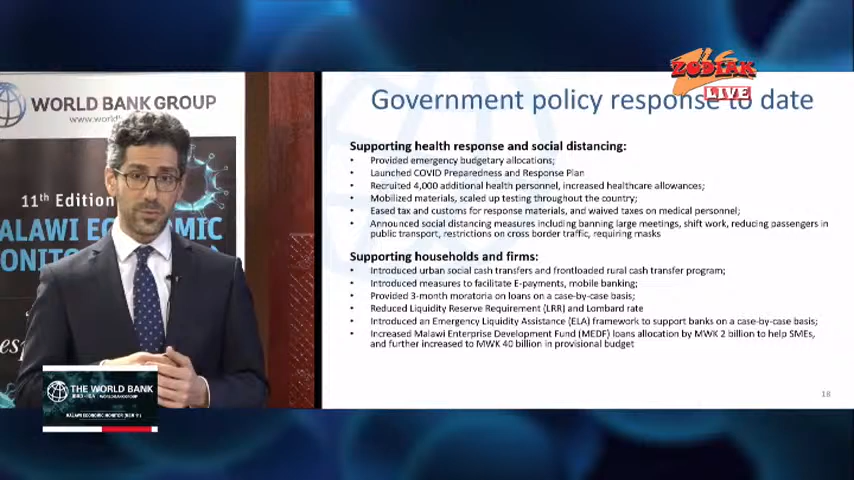 ZODIAK
LIVE
WORLD BANK GROUP
11th Edition
Government policy response to date
Supporting health response and social distancing:
• Provided emergency budgetary allocations;
• Launched COVID Preparedness and Response Plan
• Recruited 4,000 additional health personnel, increased healthcare allowances;
• Mobilized materials, scaled up testing throughout the country;
• Eased tax and customs for response materials, and waived taxes on medical personnel;
• Announced social distancing measures including banning large meetings, shift work, reducing passengers in
public transport, restrictions on cross border traffic, requiring masks
Supporting households and firms:
• Introduced urban social cash transfers and frontloaded rural cash transfer program;
• Introduced measures to facilitate E-payments, mobile banking;
• Provided 3-month moratoria on loans on a case-by-case basis;
• Reduced Liquidity Reserve Requirement (LRR) and Lombard rate
• Introduced an Emergency Liquidity Assistance (ELA) framework to support banks on a case-by-case basis;
• Increased Malawi Enterprise Development Fund (MEDF) loans allocation by MWK 2 billion to help SMEs,
and further increased to MWK 40 billion in provisional budget
18
THE WORLD BANK
IBRD • IDA WORLD BANK GROUP